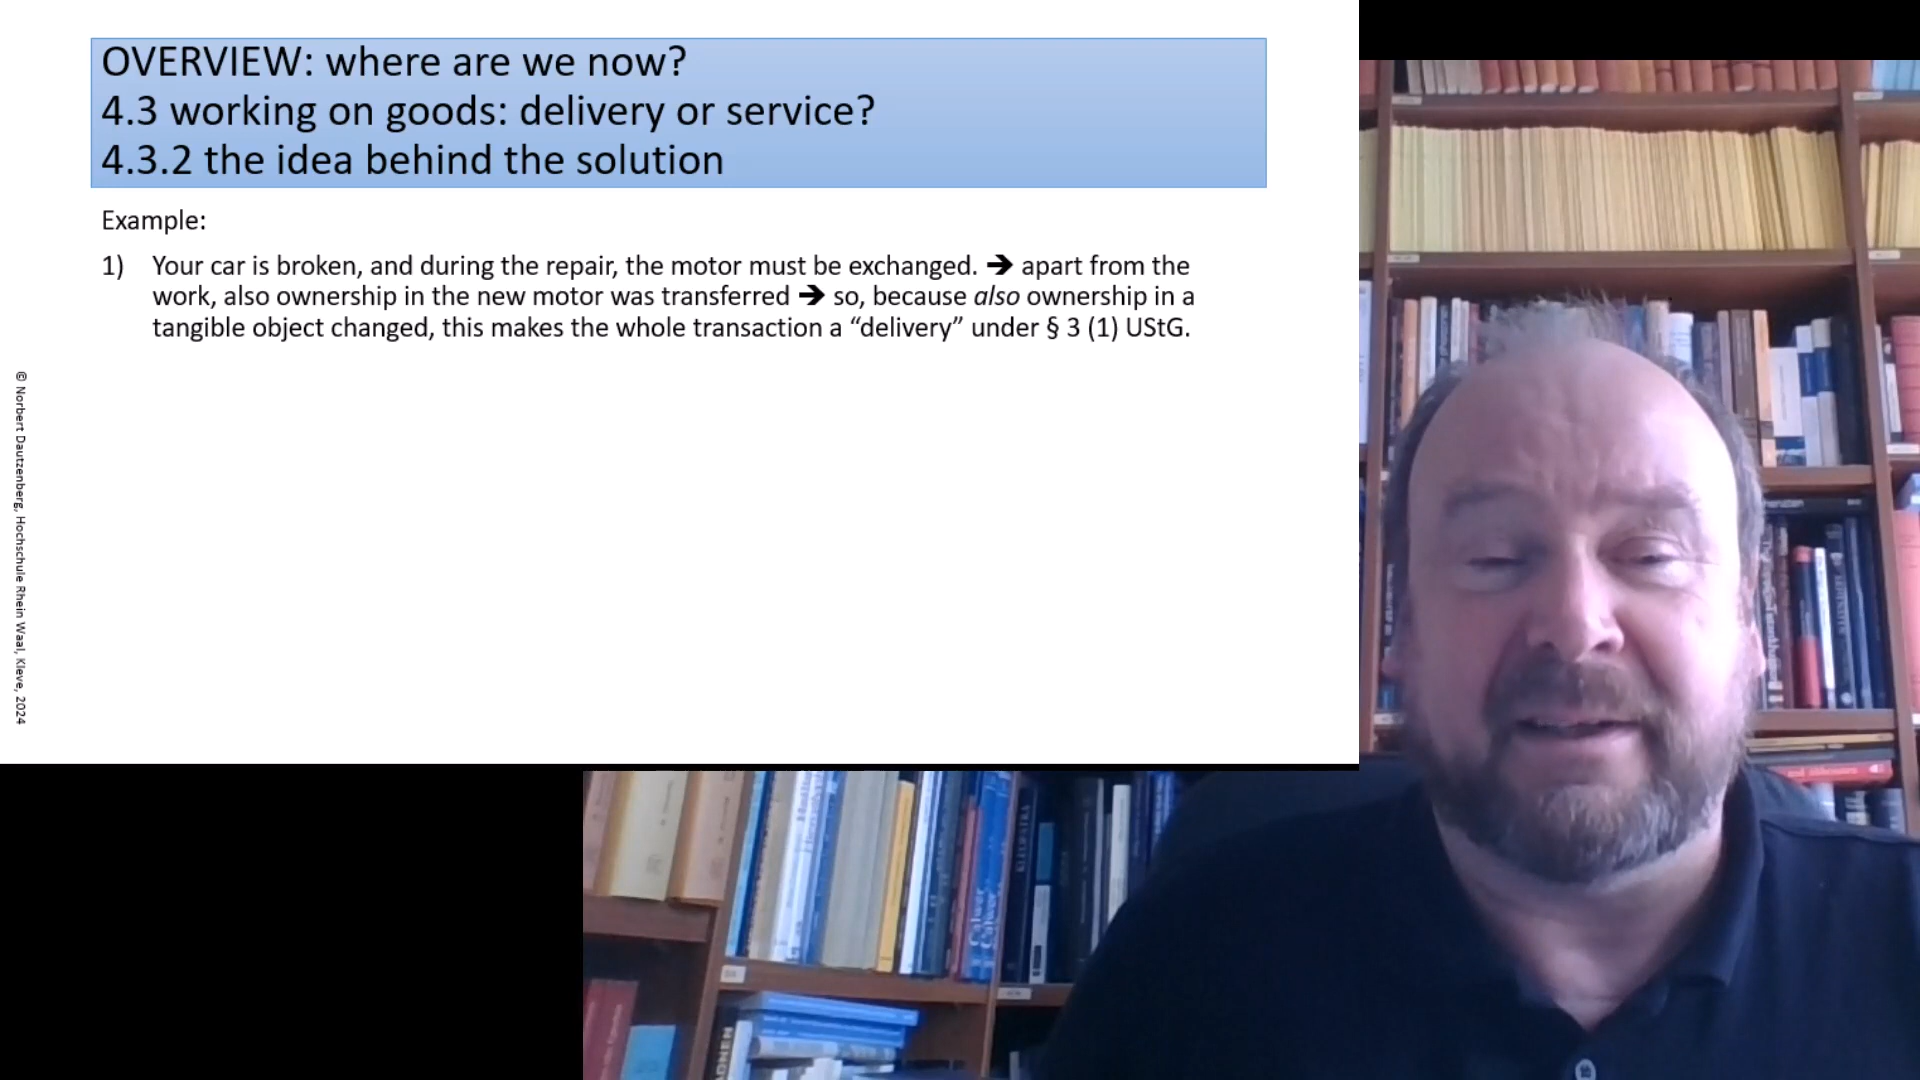 OVERVIEW: where are we now?
4.3 working on goods: delivery or service?
4.3.2 the idea behind the solution
Example:
1) Your car is broken, and during the repair, the motor must be exchanged. ➔ apart from the
work, also ownership in the new motor was transferred ➔ so, because also ownership in a
tangible object changed, this makes the whole transaction a “delivery” under § 3 (1) UStG.
© Norbert Dautzenberg, Hochschule Rhein Waal, Kleve, 2024